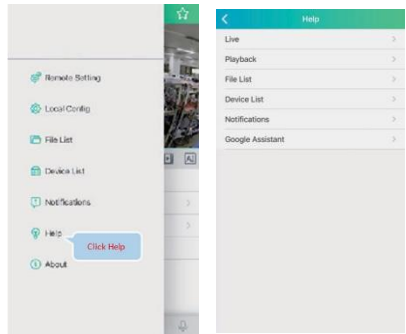 Remote Setting
Local Config
File List
Device List
Notifications
Help
Click Help
About
Help
Live
Playback
File List
Device List
Notifications
Google Assistant